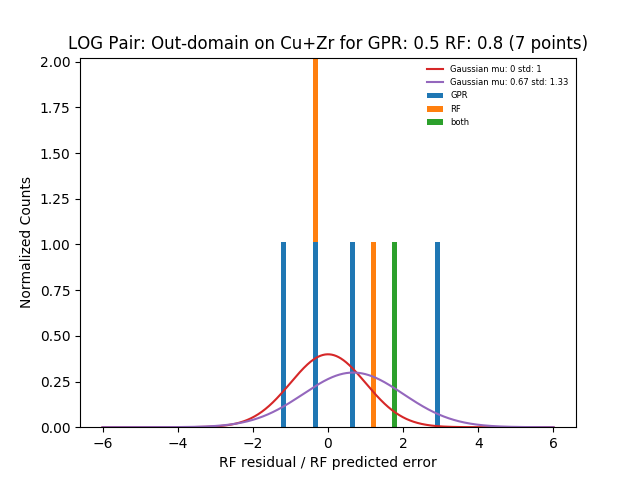 LOG Pair: Out-domain on Cu+Zr for GPR: 0.5 RF: 0.8 (7 points)
Gaussian mu: 0 std: 1
Gaussian mu: 0.67 std: 1.33
GPR
RF
both
Normalized Counts
2.00
1.75
1.50
1.25
1.00
0.75
0.50
0.25
0.00
−6 −4 −2 0 2 4 6
RF residual / RF predicted error